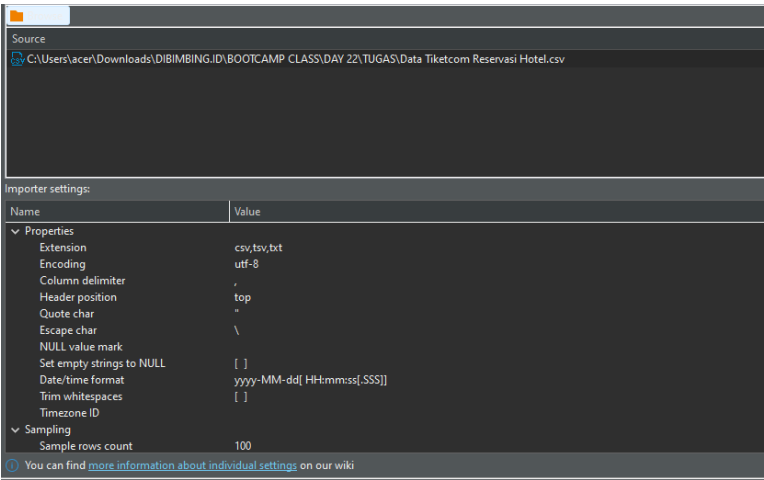 Source
C:\Users\acer\Downloads\DIBIMBING.ID\BOOTCAMP CLASS\DAY 22\TUGAS\Data Tiketcom Reservasi Hotel.csv
Importer settings:
Name Value
Properties
Extension csv,tsv,txt
Encoding utf-8
Column delimiter ,
Header position top
Quote char "
Escape char \
NULL value mark
Set empty strings to NULL [ ]
Date/time format yyyy-MM-dd[ HH:mm:ss[.SSS]]
Trim whitespaces [ ]
Timezone ID
Sampling
Sample rows count 100
You can find more information about individual settings on our wiki